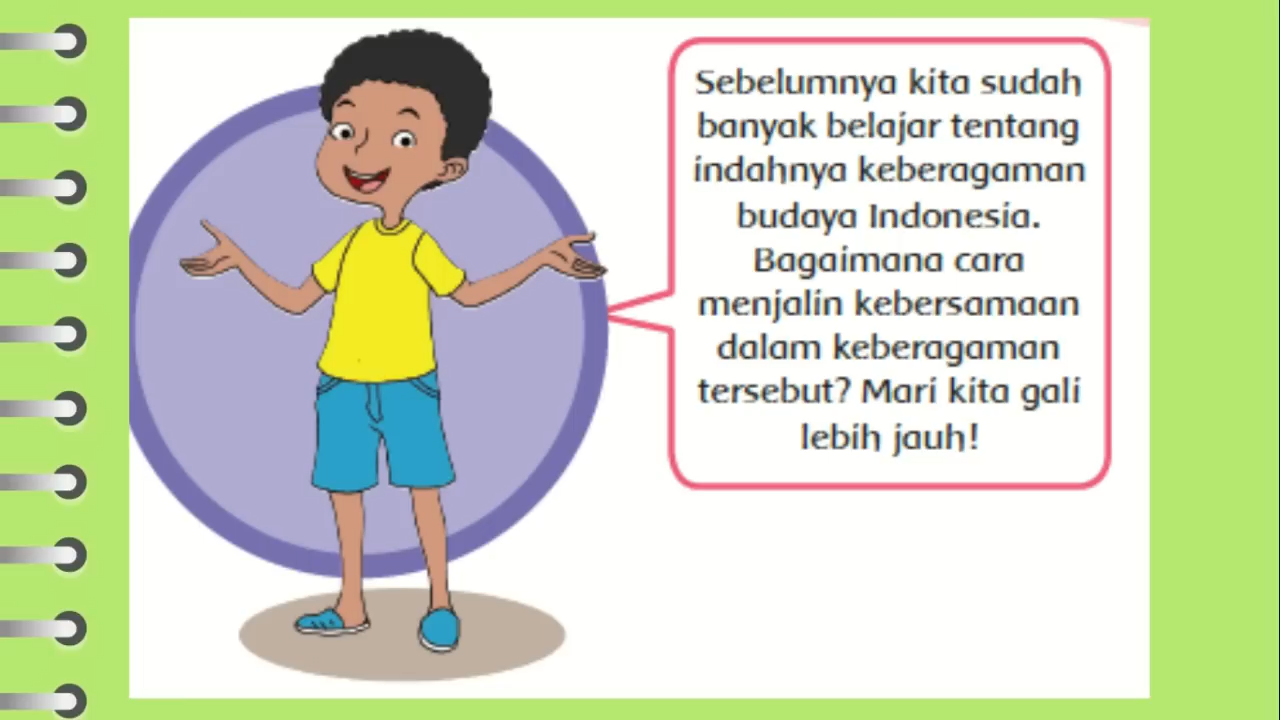 Sebelumnya kita sudah
banyak belajar tentang
indahnya keberagaman
budaya Indonesia.
Bagaimana cara
menjalin kebersamaan
dalam keberagaman
tersebut? Mari kita gali
lebih jauh!